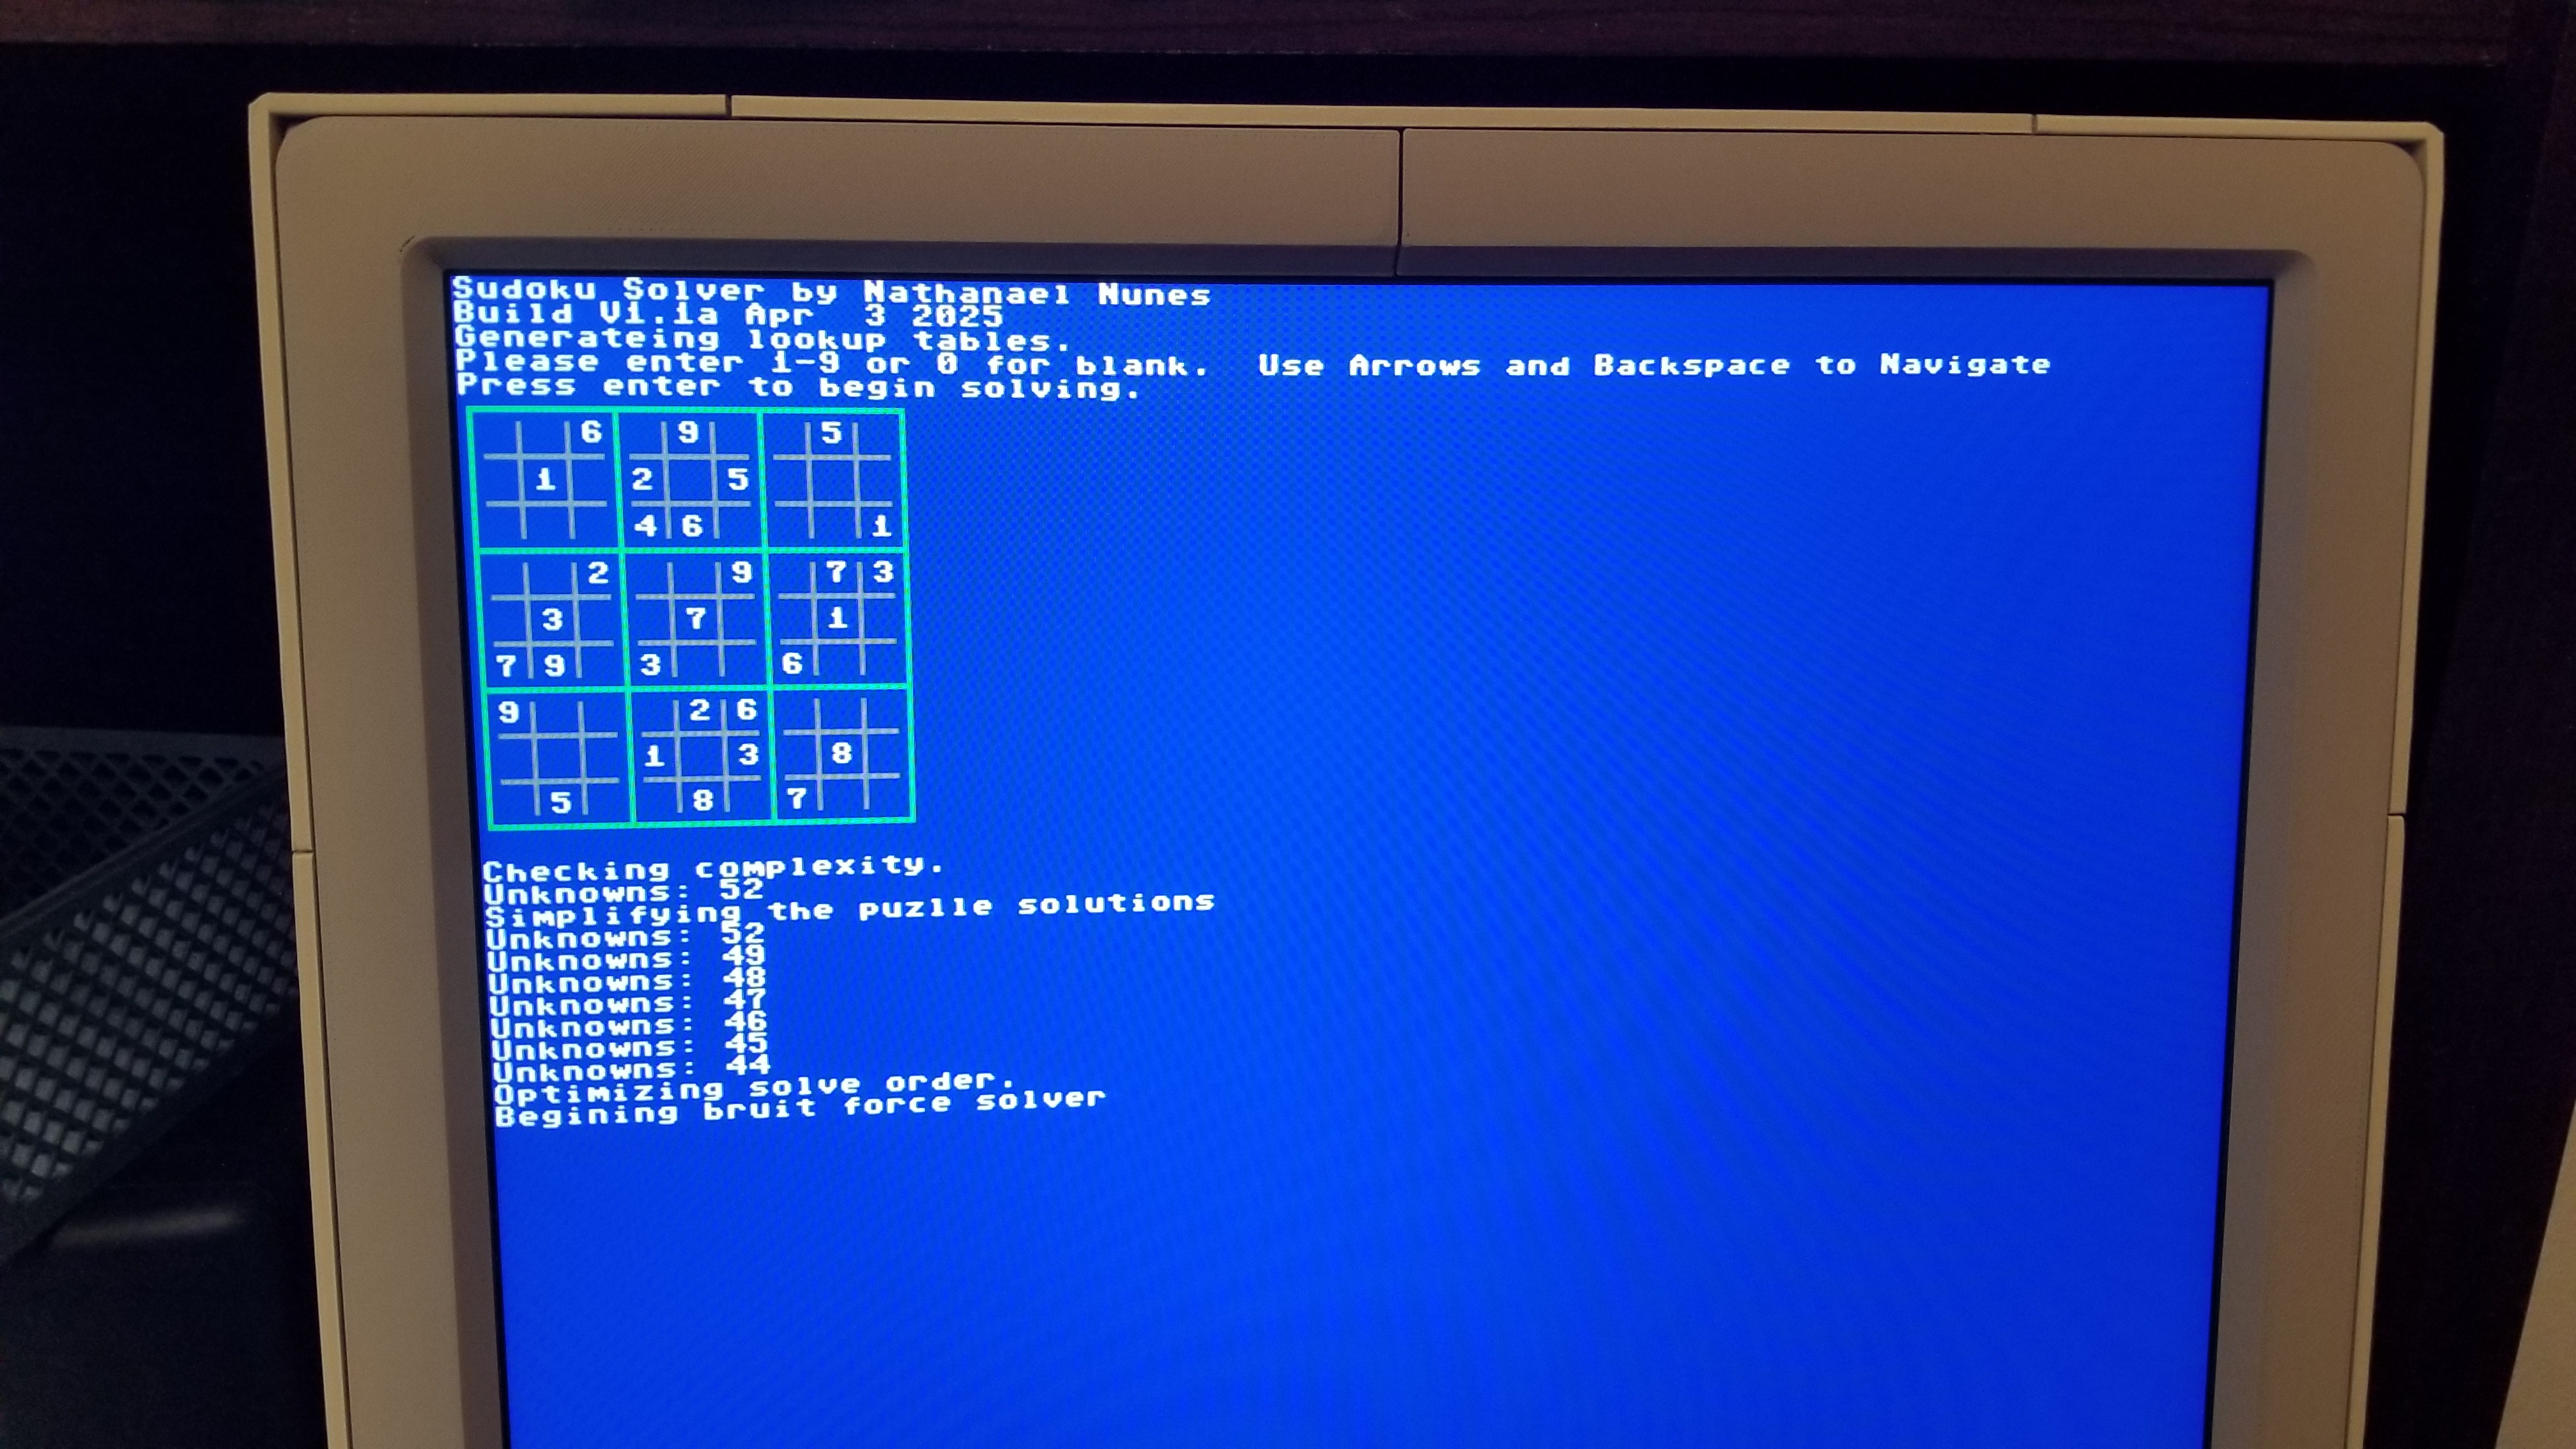 Sudoku Solver by Nathanael Nunes
Build V1.1a Apr  3 2025
Generateing lookup tables.
Please enter 1-9 or 0 for blank.  Use Arrows and Backspace to Navigate
Press enter to begin solving.
6 9 5
1 2 5
4 6 1
2 9 7 3
3 7 1
7 9 3 6
9 2 6
1 3 8
5 8 7
Checking complexity.
Unknowns: 52
Simplifying the puzlle solutions
Unknowns: 52
Unknowns: 49
Unknowns: 48
Unknowns: 47
Unknowns: 46
Unknowns: 45
Unknowns: 44
Optimizing solve order.
Begining bruit force solver